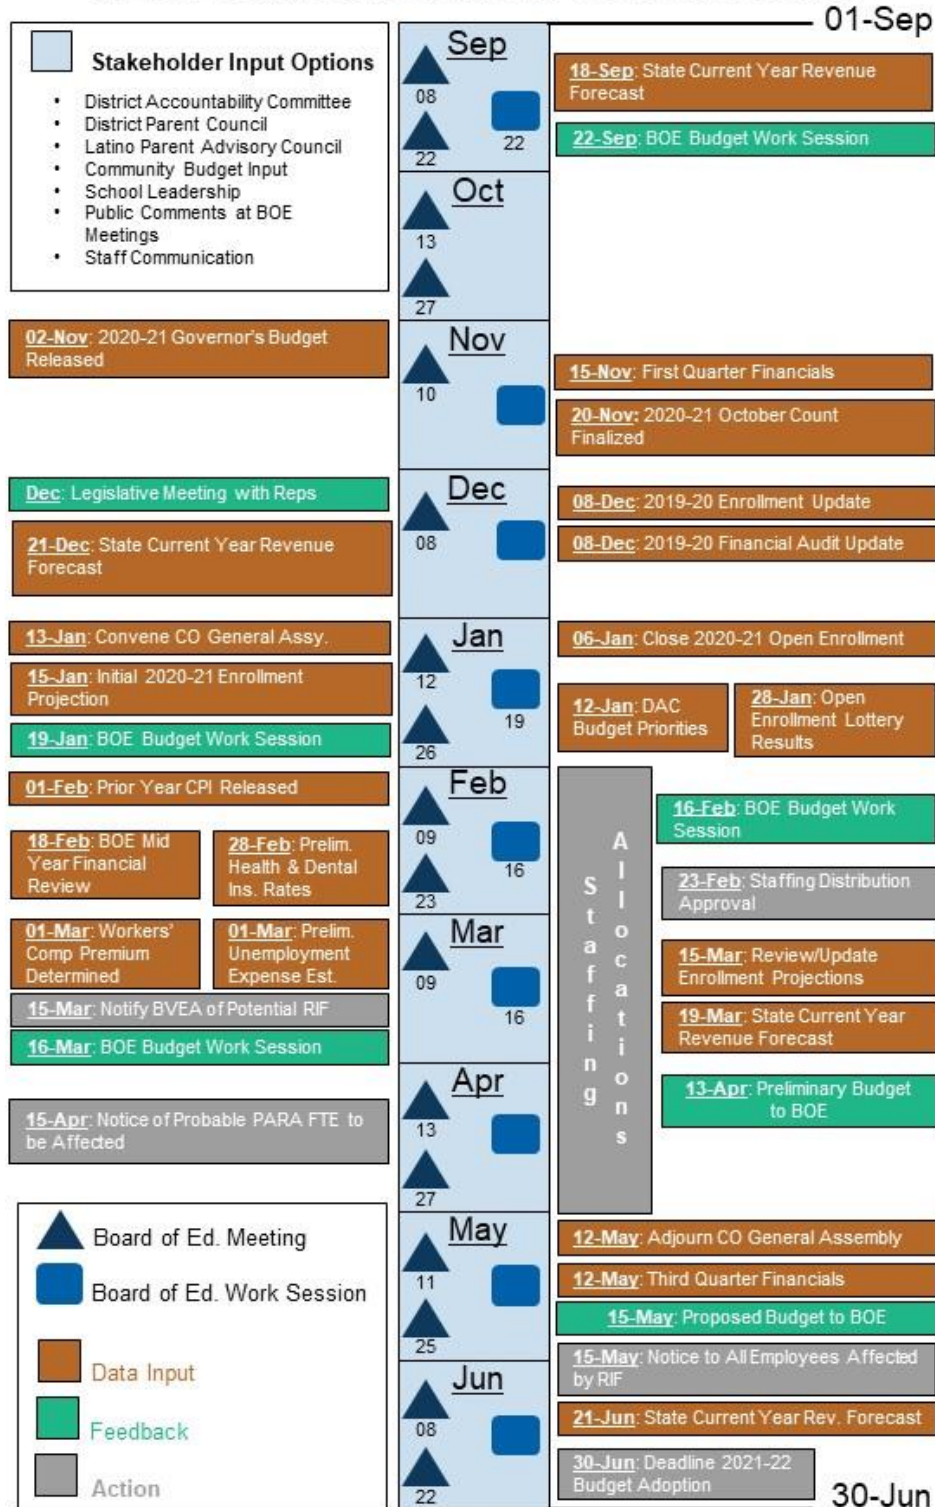 01-Sep
Stakeholder Input Options
• District Accountability Committee
• District Parent Council
• Latino Parent Advisory Council
• Community Budget Input
• School Leadership
• Public Comments at BOE
Meetings
• Staff Communication
Sep
08
22
22
18-Sep: State Current Year Revenue
Forecast
22-Sep: BOE Budget Work Session
Oct
13
27
02-Nov: 2020-21 Governor's Budget
Released
Nov
10
15-Nov: First Quarter Financials
20-Nov: 2020-21 October Count
Finalized
Dec: Legislative Meeting with Reps
21-Dec: State Current Year Revenue
Forecast
Dec
08
08-Dec: 2019-20 Enrollment Update
08-Dec: 2019-20 Financial Audit Update
13-Jan: Convene CO General Assy.
15-Jan: Initial 2020-21 Enrollment
Projection
19-Jan: BOE Budget Work Session
Jan
12
19
26
06-Jan: Close 2020-21 Open Enrollment
12-Jan: DAC
Budget Priorities
28-Jan: Open
Enrollment Lottery
Results
01-Feb: Prior Year CPI Released
18-Feb: BOE Mid
Year Financial
Review
28-Feb: Prelim.
Health & Dental
Ins. Rates
Feb
09
16
23
Staffing
Allocations
16-Feb: BOE Budget Work
Session
23-Feb: Staffing Distribution
Approval
01-Mar: Workers'
Comp Premium
Determined
01-Mar: Prelim.
Unemployment
Expense Est.
15-Mar: Notify BVEA of Potential RIF
16-Mar: BOE Budget Work Session
Mar
09
16
15-Mar: Review/Update
Enrollment Projections
19-Mar: State Current Year
Revenue Forecast
15-Apr: Notice of Probable PARA FTE to
be Affected
Apr
13
27
13-Apr: Preliminary Budget
to BOE
Board of Ed. Meeting
Board of Ed. Work Session
Data Input
Feedback
Action
May
11
25
12-May: Adjourn CO General Assembly
12-May: Third Quarter Financials
15-May: Proposed Budget to BOE
15-May: Notice to All Employees Affected
by RIF
Jun
08
22
21-Jun: State Current Year Rev. Forecast
30-Jun: Deadline 2021-22
Budget Adoption
30-Jun